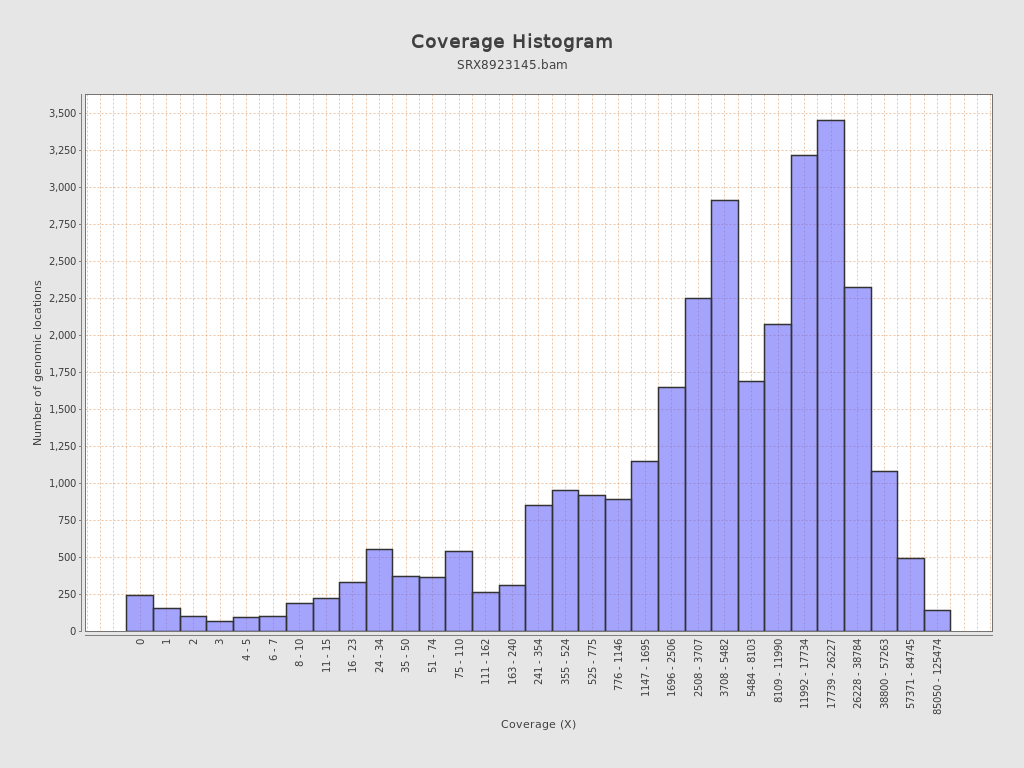 Coverage Histogram
SRX8923145.bam
Number of genomic locations
3,500
3,250
3,000
2,750
2,500
2,250
2,000
1,750
1,500
1,250
1,000
750
500
250
0
0
1
2
3
4 - 5
6 - 7
8 - 10
11 - 15
16 - 23
24 - 34
35 - 50
51 - 74
75 - 110
111 - 162
163 - 240
241 - 354
355 - 524
525 - 775
776 - 1146
1147 - 1695
1696 - 2506
2508 - 3707
3708 - 5482
5484 - 8103
8109 - 11990
11992 - 17734
17739 - 26227
26228 - 38784
38800 - 57263
57371 - 84745
85050 - 125474
Coverage (X)